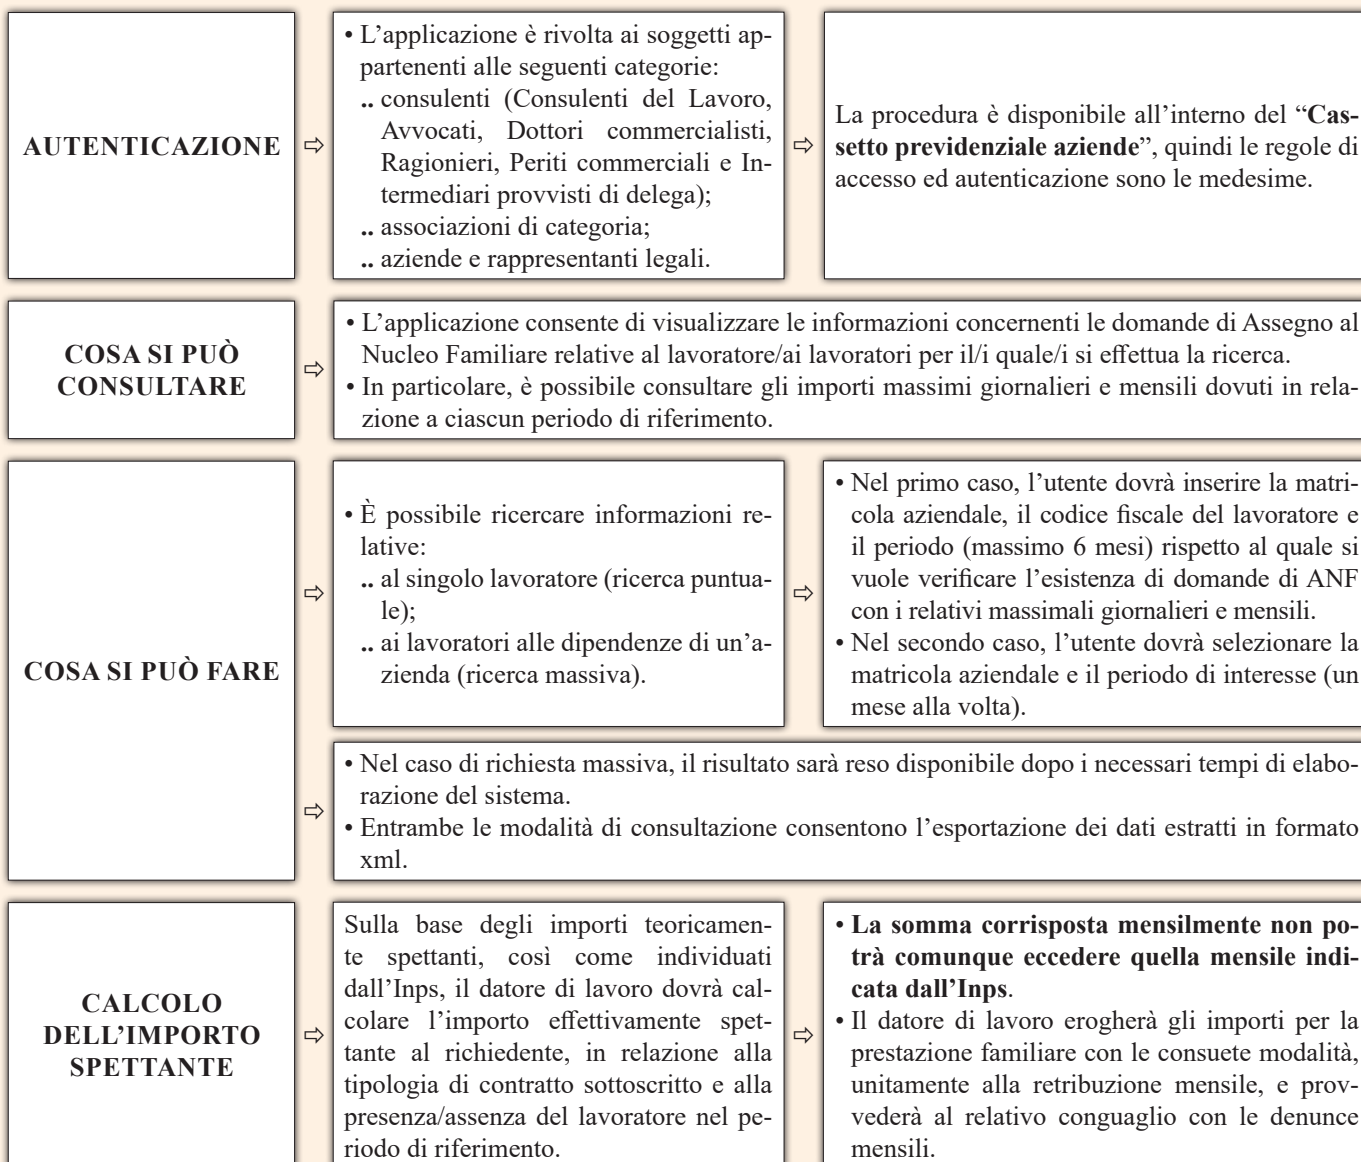 AUTENTICAZIONE
⇨
• L’applicazione è rivolta ai soggetti ap-
partenenti alle seguenti categorie:
.. consulenti (Consulenti del Lavoro,
Avvocati, Dottori commercialisti,
Ragionieri, Periti commerciali e In-
termediari provvisti di delega);
.. associazioni di categoria;
.. aziende e rappresentanti legali.
⇨
La procedura è disponibile all’interno del “Cas-
setto previdenziale aziende”, quindi le regole di
accesso ed autenticazione sono le medesime.
COSA SI PUÒ
CONSULTARE
⇨
• L’applicazione consente di visualizzare le informazioni concernenti le domande di Assegno al
Nucleo Familiare relative al lavoratore/ai lavoratori per il/i quale/i si effettua la ricerca.
• In particolare, è possibile consultare gli importi massimi giornalieri e mensili dovuti in rela-
zione a ciascun periodo di riferimento.
COSA SI PUÒ FARE
⇨
• È possibile ricercare informazioni re-
lative:
.. al singolo lavoratore (ricerca puntua-
le);
.. ai lavoratori alle dipendenze di un’a-
zienda (ricerca massiva).
⇨
• Nel primo caso, l’utente dovrà inserire la matri-
cola aziendale, il codice fiscale del lavoratore e
il periodo (massimo 6 mesi) rispetto al quale si
vuole verificare l’esistenza di domande di ANF
con i relativi massimali giornalieri e mensili.
• Nel secondo caso, l’utente dovrà selezionare la
matricola aziendale e il periodo di interesse (un
mese alla volta).
⇨
• Nel caso di richiesta massiva, il risultato sarà reso disponibile dopo i necessari tempi di elabo-
razione del sistema.
• Entrambe le modalità di consultazione consentono l’esportazione dei dati estratti in formato
xml.
CALCOLO
DELL’IMPORTO
SPETTANTE
⇨
Sulla base degli importi teoricamen-
te spettanti, così come individuati
dall’Inps, il datore di lavoro dovrà cal-
colare l’importo effettivamente spet-
tante al richiedente, in relazione alla
tipologia di contratto sottoscritto e alla
presenza/assenza del lavoratore nel pe-
riodo di riferimento.
⇨
• La somma corrisposta mensilmente non po-
trà comunque eccedere quella mensile indi-
cata dall’Inps.
• Il datore di lavoro erogherà gli importi per la
prestazione familiare con le consuete modalità,
unitamente alla retribuzione mensile, e prov-
vederà al relativo conguaglio con le denunce
mensili.